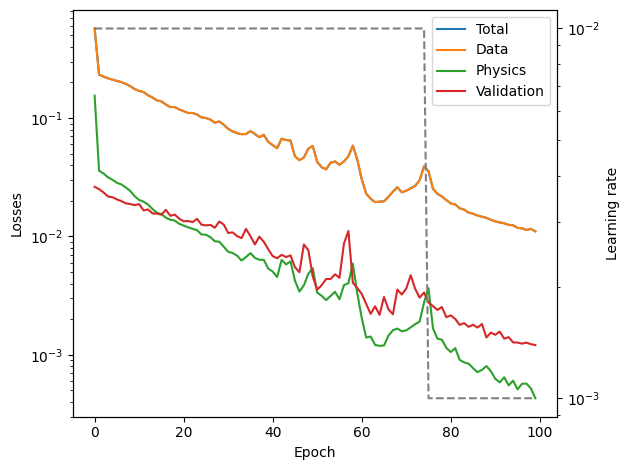 Total
Data
Physics
Validation
10⁻¹
10⁻²
10⁻³
Losses
10⁻²
10⁻³
Learning rate
0 20 40 60 80 100
Epoch